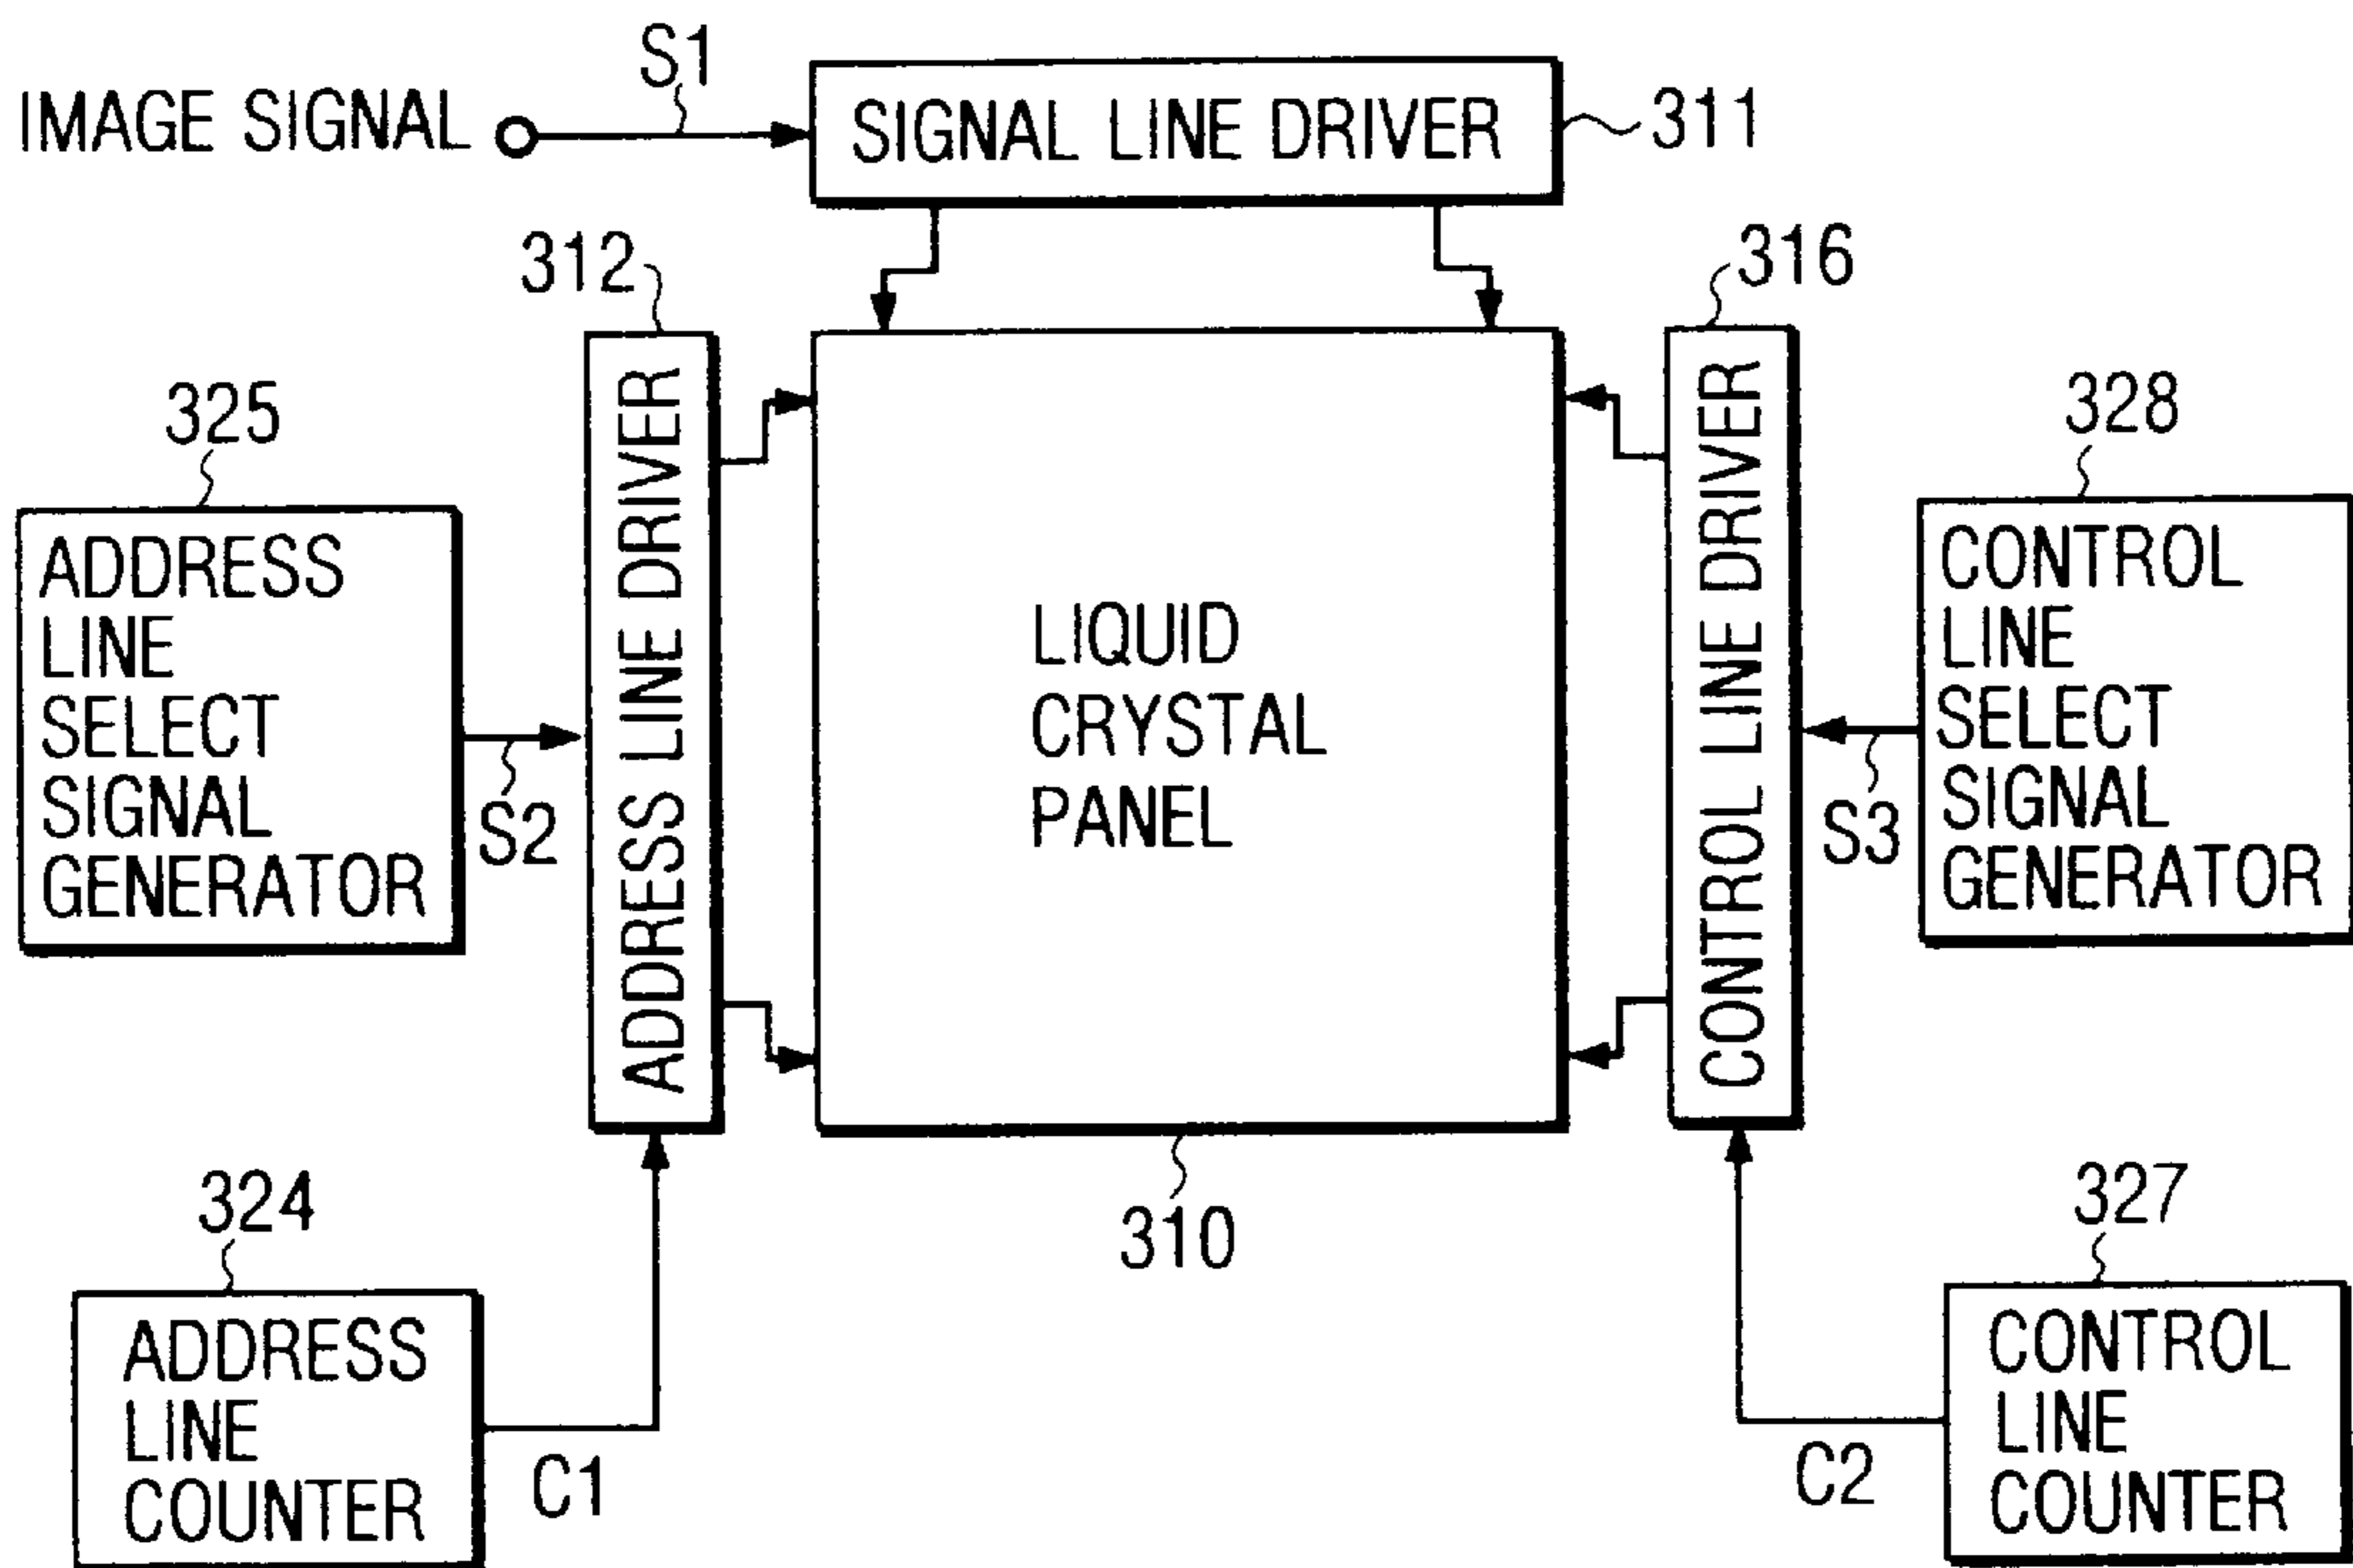 S1
IMAGE SIGNAL
SIGNAL LINE DRIVER
311
312
316
325
328
ADDRESS
LINE
SELECT
SIGNAL
GENERATOR
S2
ADDRESS LINE DRIVER
LIQUID
CRYSTAL
PANEL
CONTROL LINE DRIVER
S3
CONTROL
LINE
SELECT
SIGNAL
GENERATOR
324
310
327
ADDRESS
LINE
COUNTER
C1
C2
CONTROL
LINE
COUNTER